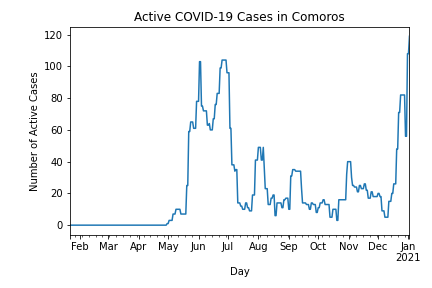 Active COVID-19 Cases in Comoros
120
100
80
60
40
20
0
Number of Active Cases
Feb Mar Apr May Jun Jul Aug Sep Oct Nov Dec Jan
2021
Day